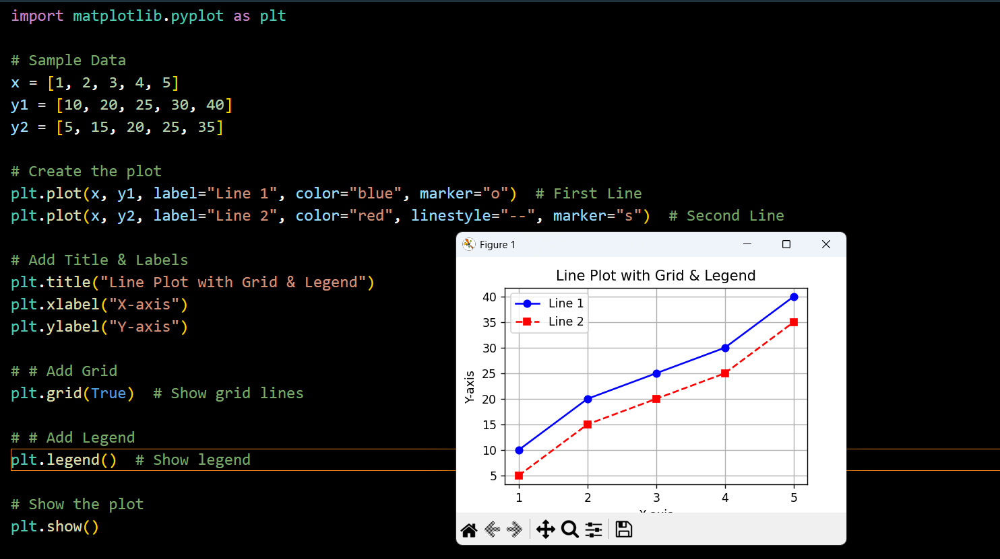 import matplotlib.pyplot as plt
# Sample Data
x = [1, 2, 3, 4, 5]
y1 = [10, 20, 25, 30, 40]
y2 = [5, 15, 20, 25, 35]
# Create the plot
plt.plot(x, y1, label="Line 1", color="blue", marker="o")  # First Line
plt.plot(x, y2, label="Line 2", color="red", linestyle="--", marker="s")  # Second Line
# Add Title & Labels
plt.title("Line Plot with Grid & Legend")
plt.xlabel("X-axis")
plt.ylabel("Y-axis")
# # Add Grid
plt.grid(True)  # Show grid lines
# # Add Legend
plt.legend()  # Show legend
# Show the plot
plt.show()
Figure 1
Line Plot with Grid & Legend
Line 1
Line 2
40
35
30
25
20
15
10
5
Y-axis
1 2 3 4 5
X-axis